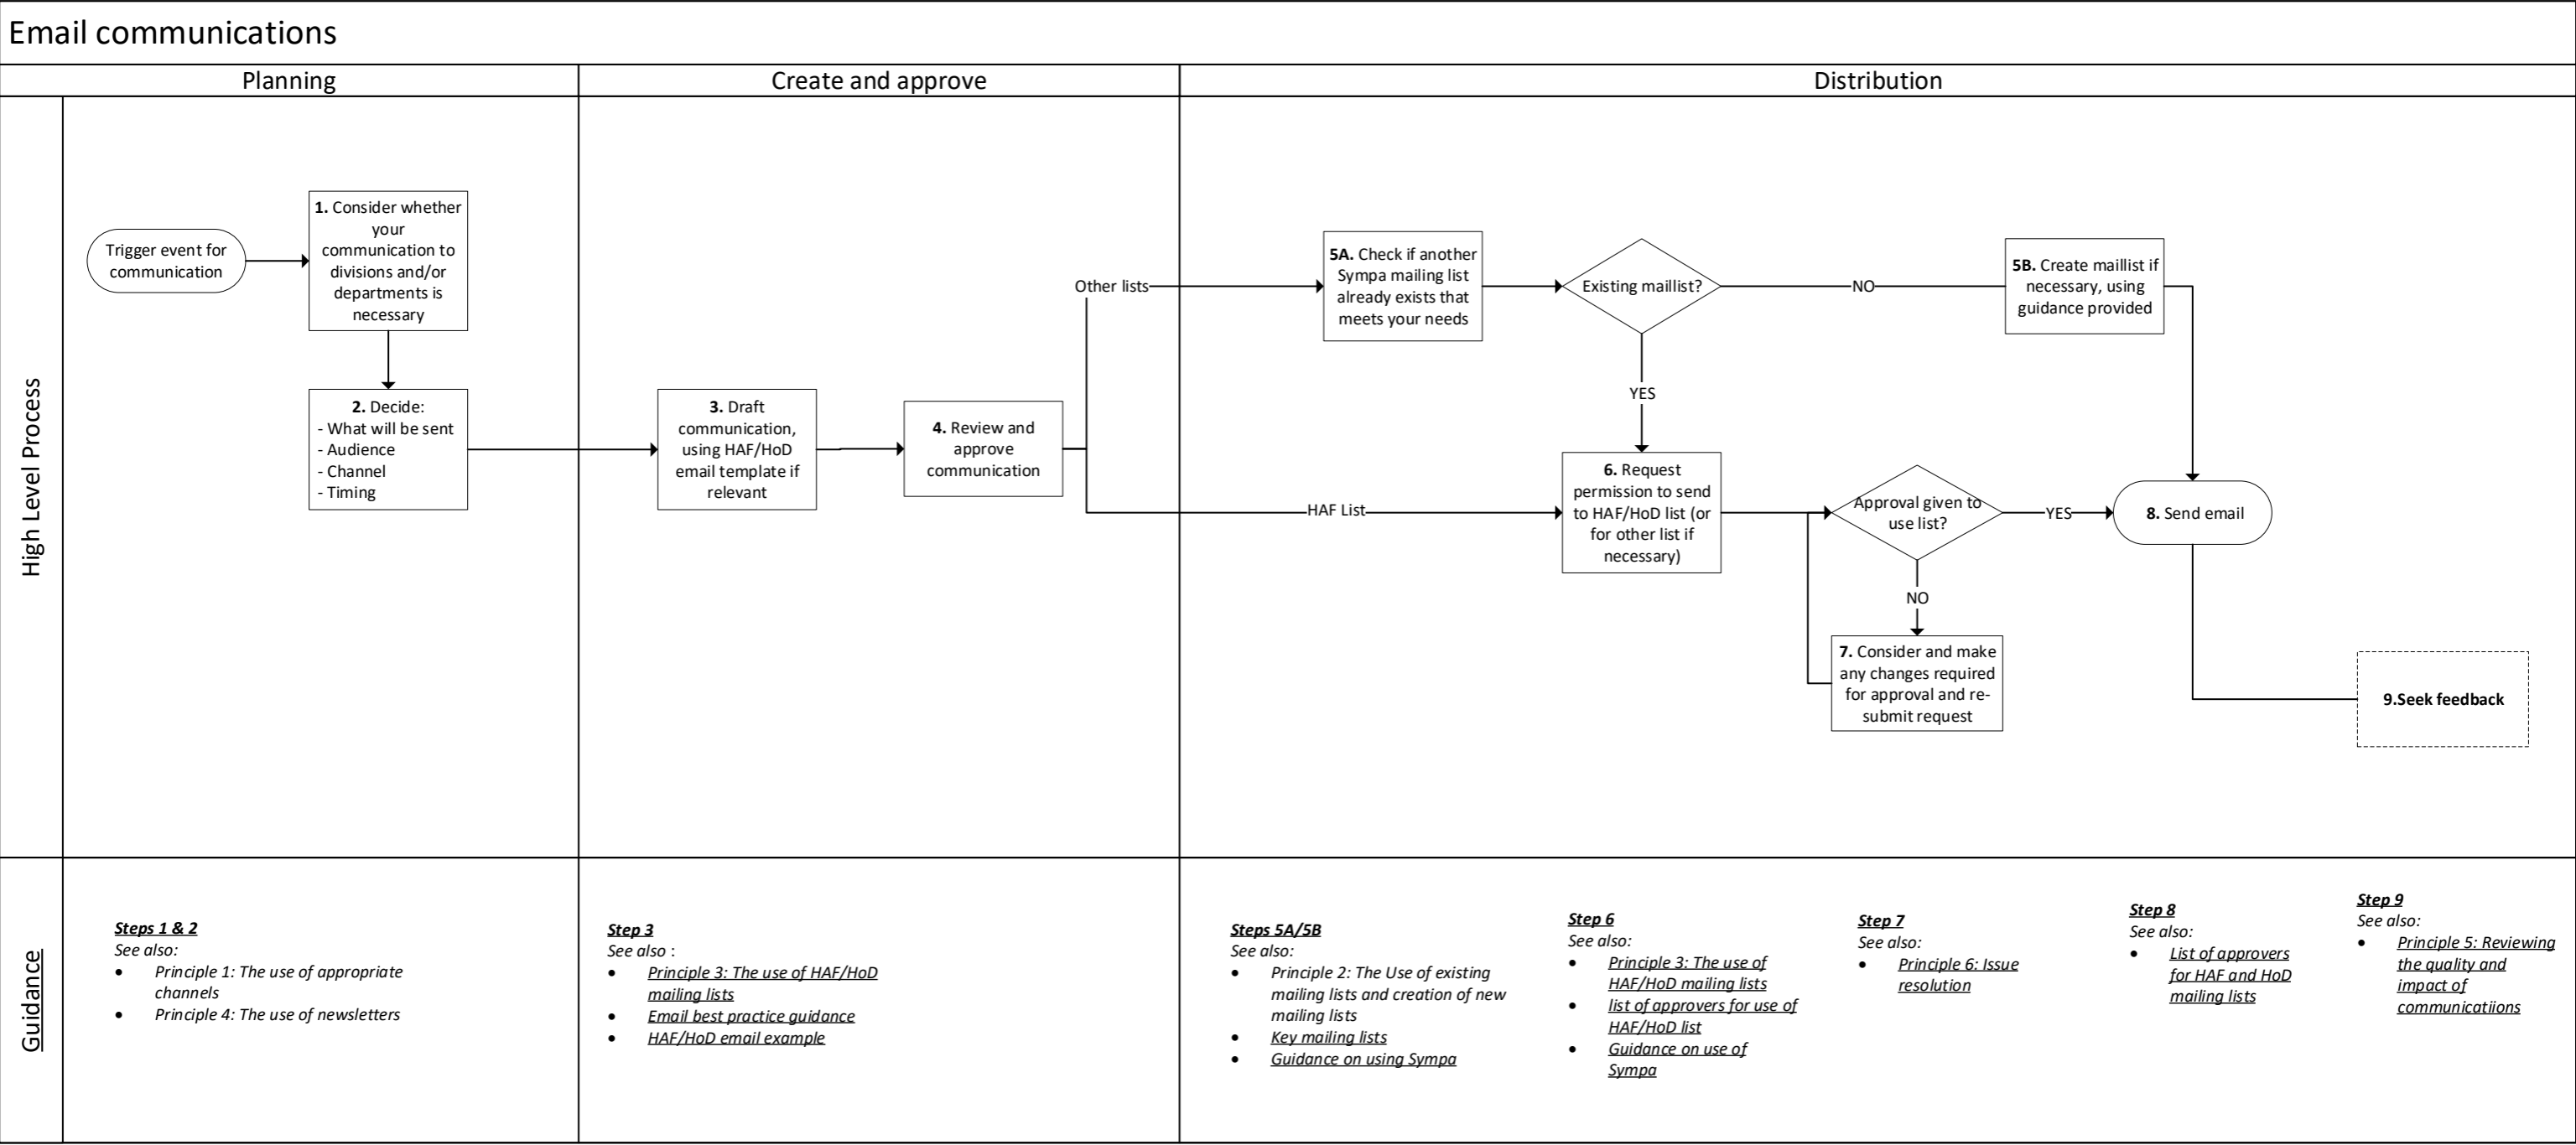 Email communications
Planning
Create and approve
Distribution
High Level Process
Trigger event for
communication
1. Consider whether
your
communication to
divisions and/or
departments is
necessary
2. Decide:
- What will be sent
- Audience
- Channel
- Timing
3. Draft
communication,
using HAF/HoD
email template if
relevant
4. Review and
approve
communication
Other lists
HAF List
5A. Check if another
Sympa mailing list
already exists that
meets your needs
Existing maillist?
NO
5B. Create maillist if
necessary, using
guidance provided
YES
6. Request
permission to send
to HAF/HoD list (or
for other list if
necessary)
Approval given to
use list?
YES
8. Send email
NO
7. Consider and make
any changes required
for approval and re-
submit request
9.Seek feedback
Guidance
Steps 1 & 2
See also:
• Principle 1: The use of appropriate
channels
• Principle 4: The use of newsletters
Step 3
See also :
• Principle 3: The use of HAF/HoD
mailing lists
• Email best practice guidance
• HAF/HoD email example
Steps 5A/5B
See also:
• Principle 2: The Use of existing
mailing lists and creation of new
mailing lists
• Key mailing lists
• Guidance on using Sympa
Step 6
See also:
• Principle 3: The use of
HAF/HoD mailing lists
• list of approvers for use of
HAF/HoD list
• Guidance on use of
Sympa
Step 7
See also:
• Principle 6: Issue
resolution
Step 8
See also:
• List of approvers
for HAF and HoD
mailing lists
Step 9
See also:
• Principle 5: Reviewing
the quality and
impact of
communicatiions